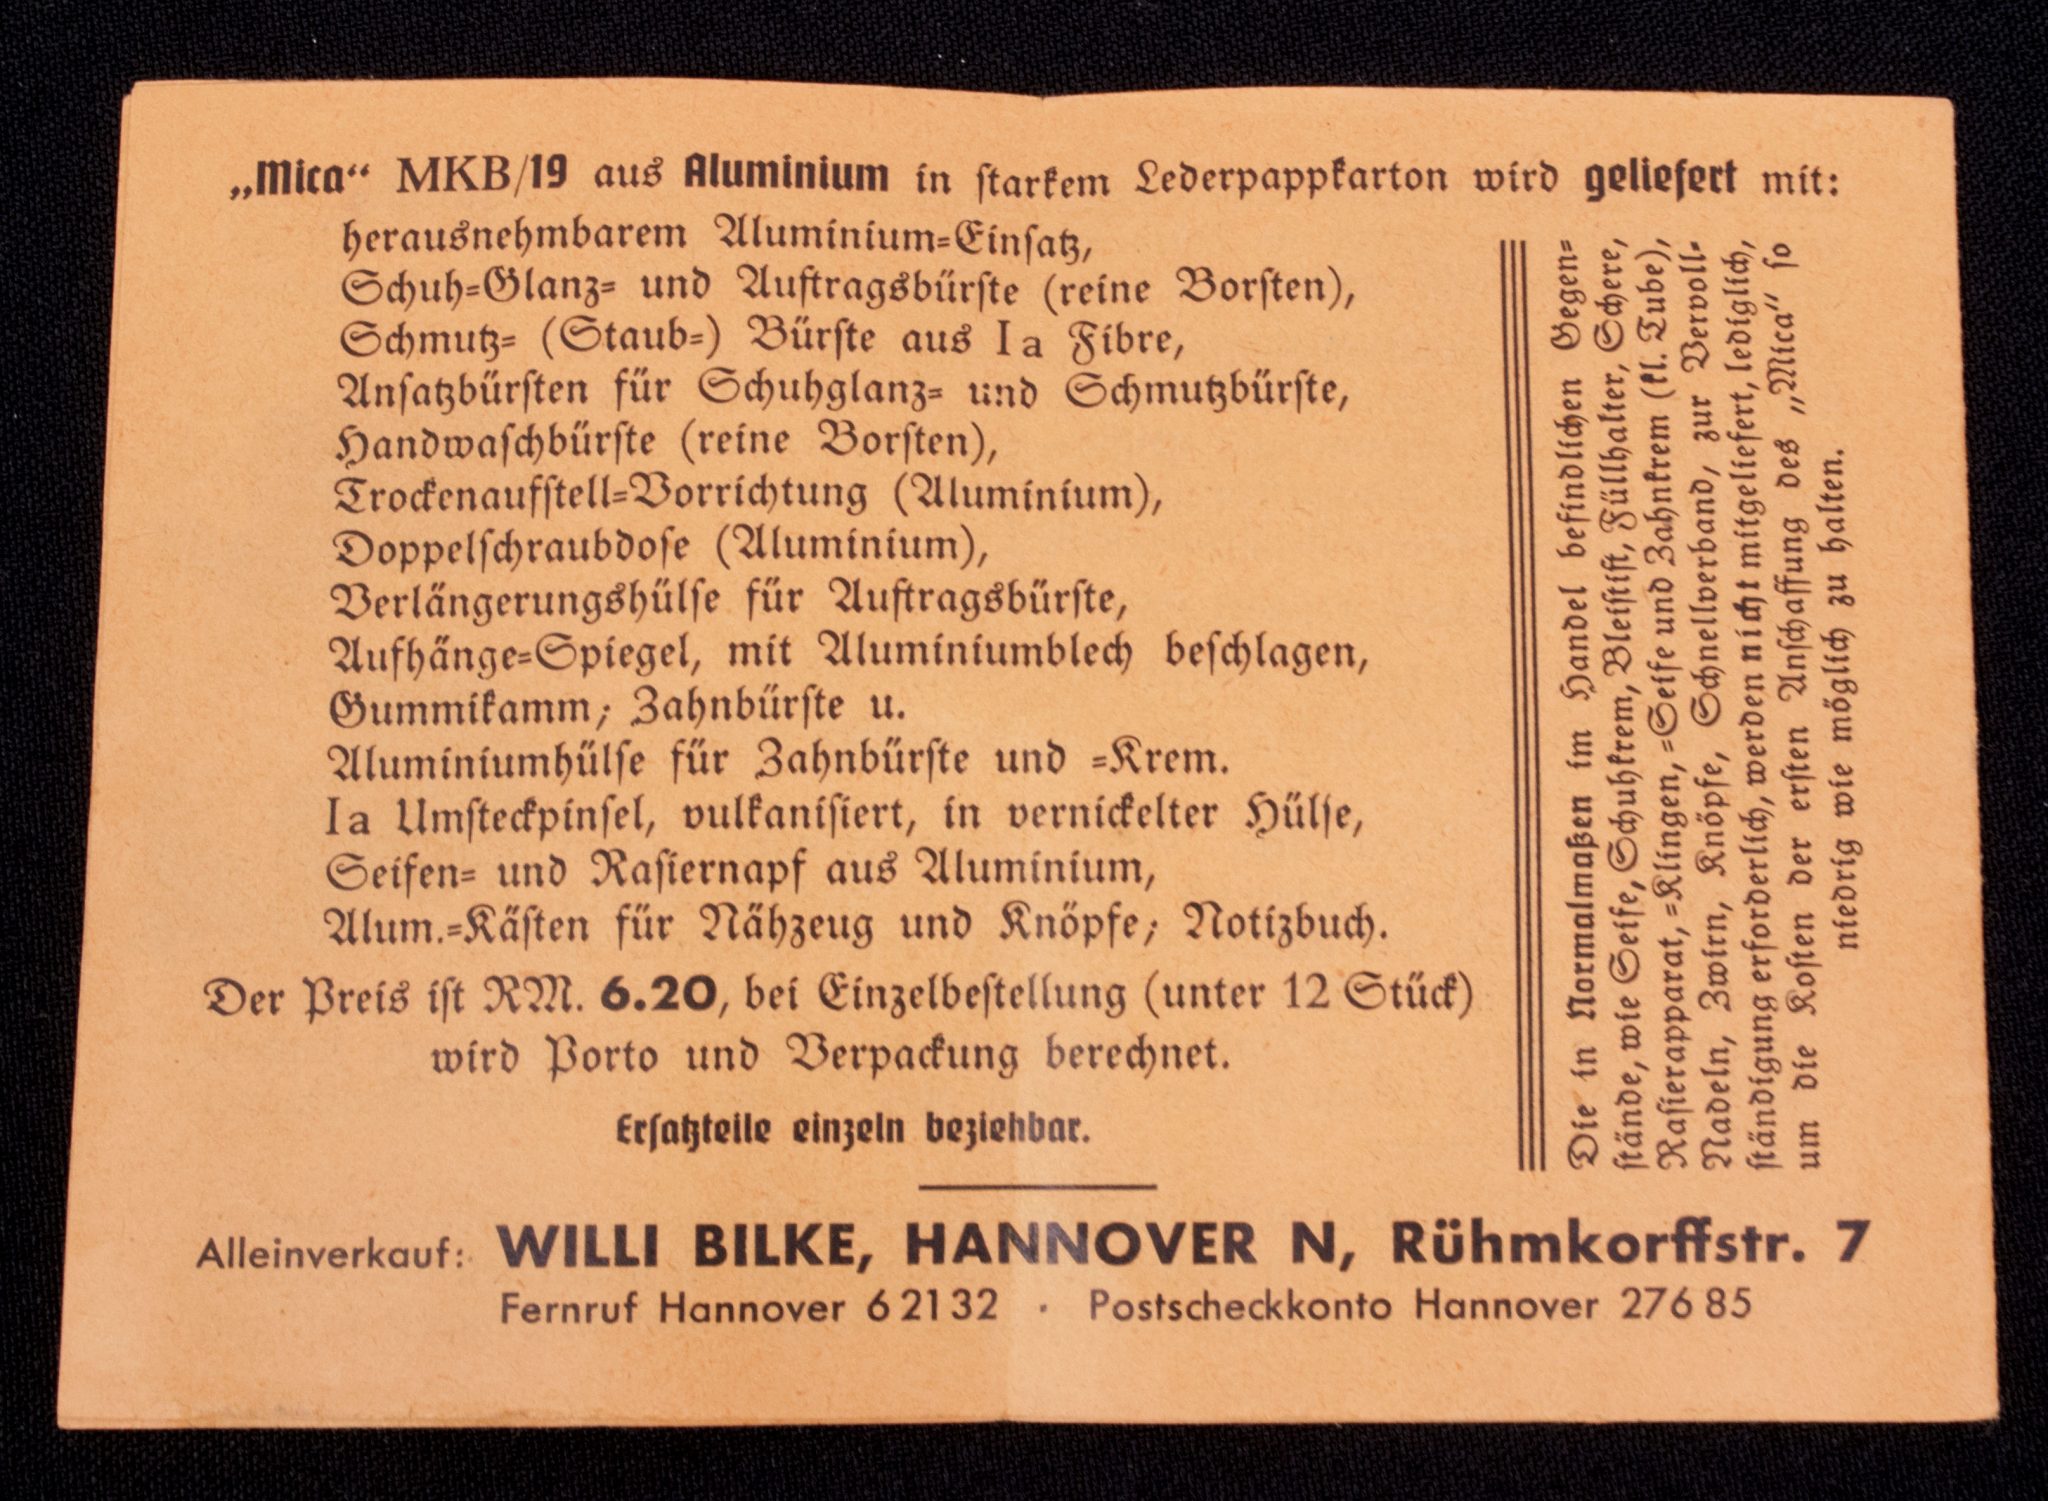 „Mica“ MKB/19 aus Aluminium in ſtarkem Lederpappkarton wird geliefert mit:
herausnehmbarem Aluminium=Einſatz,
Schuh=Glanz= und Auftragsbürſte (reine Borſten),
Schmutz= (Staub=) Bürſte aus Ia Fibre,
Anſatzbürſten für Schuhglanz= und Schmutzbürſte,
Handwaſchbürſte (reine Borſten),
Trockenaufſtell=Vorrichtung (Aluminium),
Doppelſchraubdoſe (Aluminium),
Verlängerungshülſe für Auftragsbürſte,
Aufhänge=Spiegel, mit Aluminiumblech beſchlagen,
Gummikamm; Zahnbürſte u.
Aluminiumhülſe für Zahnbürſte und =Krem.
Ia Umſteckpinſel, vulkaniſiert, in vernickelter Hülſe,
Seifen= und Raſiernapf aus Aluminium,
Alum.=Käſten für Nähzeug und Knöpfe; Notizbuch.
Der Preis iſt RM. 6.20, bei Einzelbeſtellung (unter 12 Stück)
wird Porto und Verpackung berechnet.
Erſatzteile einzeln beziehbar.
Die in Normalmaßen im Handel befindlichen Gegen=
ſtände, wie Seife, Schuhkrem, Bleiſtift, Füllhalter, Schere,
Raſierapparat, =Klingen, =Seife und Zahnkrem (kl. Tube),
Nadeln, Zwirn, Knöpfe, Schnellverband, zur Vervoll=
ſtändigung erforderlich, werden nicht mitgeliefert, lediglich,
um die Koſten der erſten Anſchaffung des „Mica“ ſo
niedrig wie möglich zu halten.
Alleinverkauf: WILLI BILKE, HANNOVER N, Rühmkorffstr. 7
Fernruf Hannover 6 21 32 · Postscheckkonto Hannover 276 85